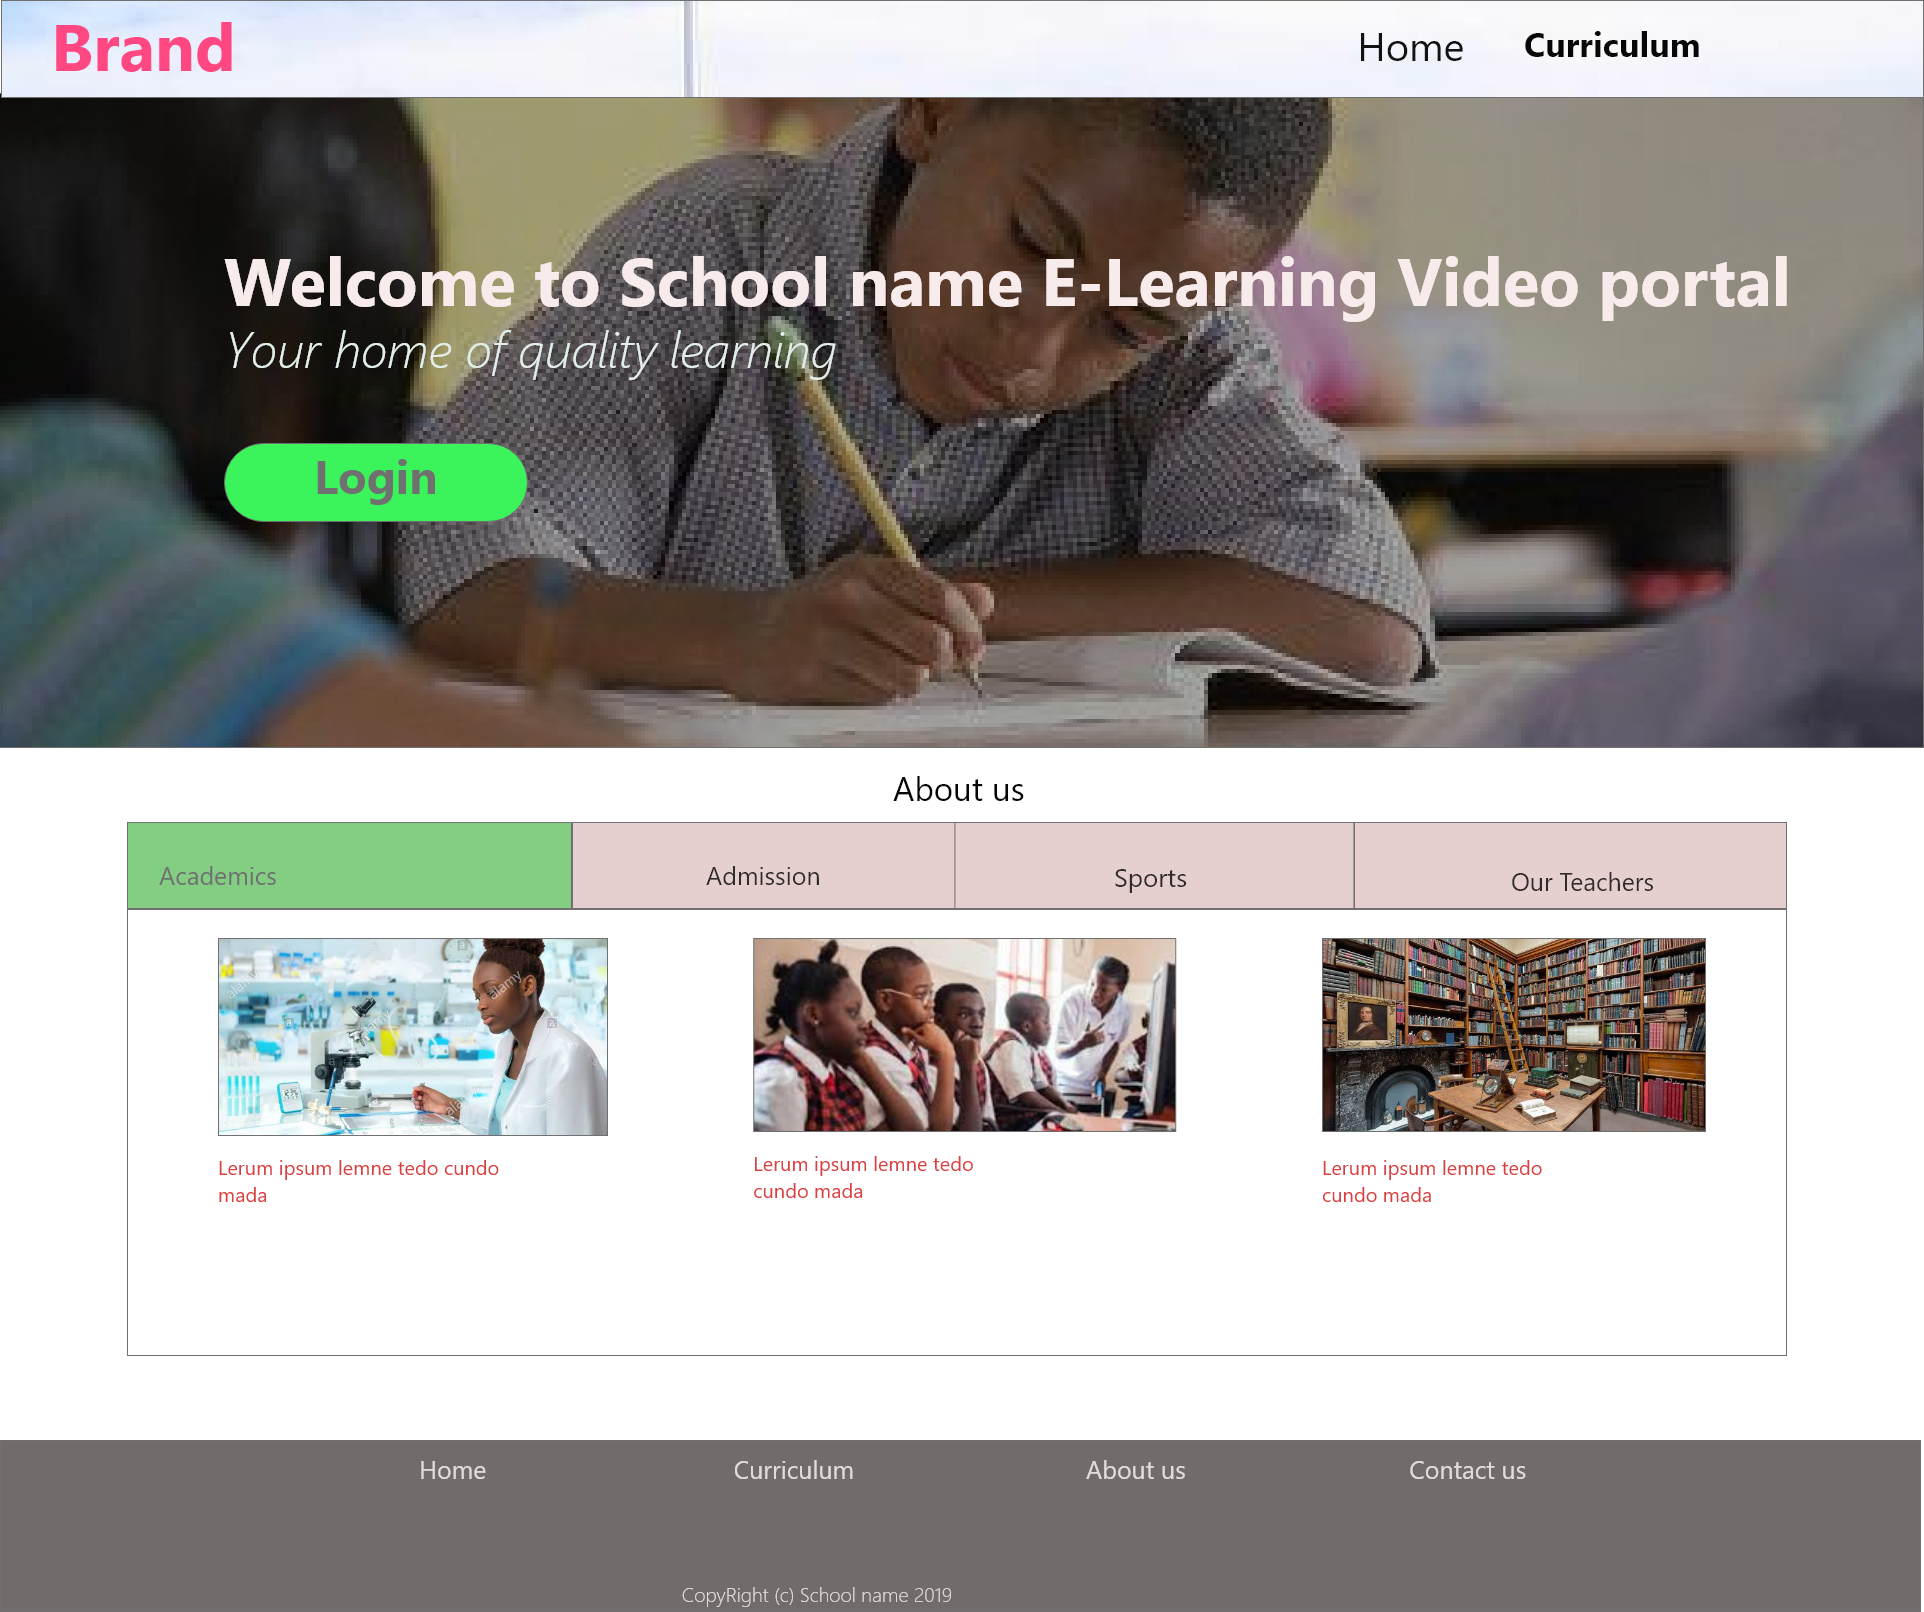 Brand
Home
Curriculum
Welcome to School name E-Learning Video portal
Your home of quality learning
Login
About us
Academics
Admission
Sports
Our Teachers
alamy
alamy
Lerum ipsum lemne tedo cundo
mada
Lerum ipsum lemne tedo
cundo mada
Lerum ipsum lemne tedo
cundo mada
Home
Curriculum
About us
Contact us
CopyRight (c) School name 2019